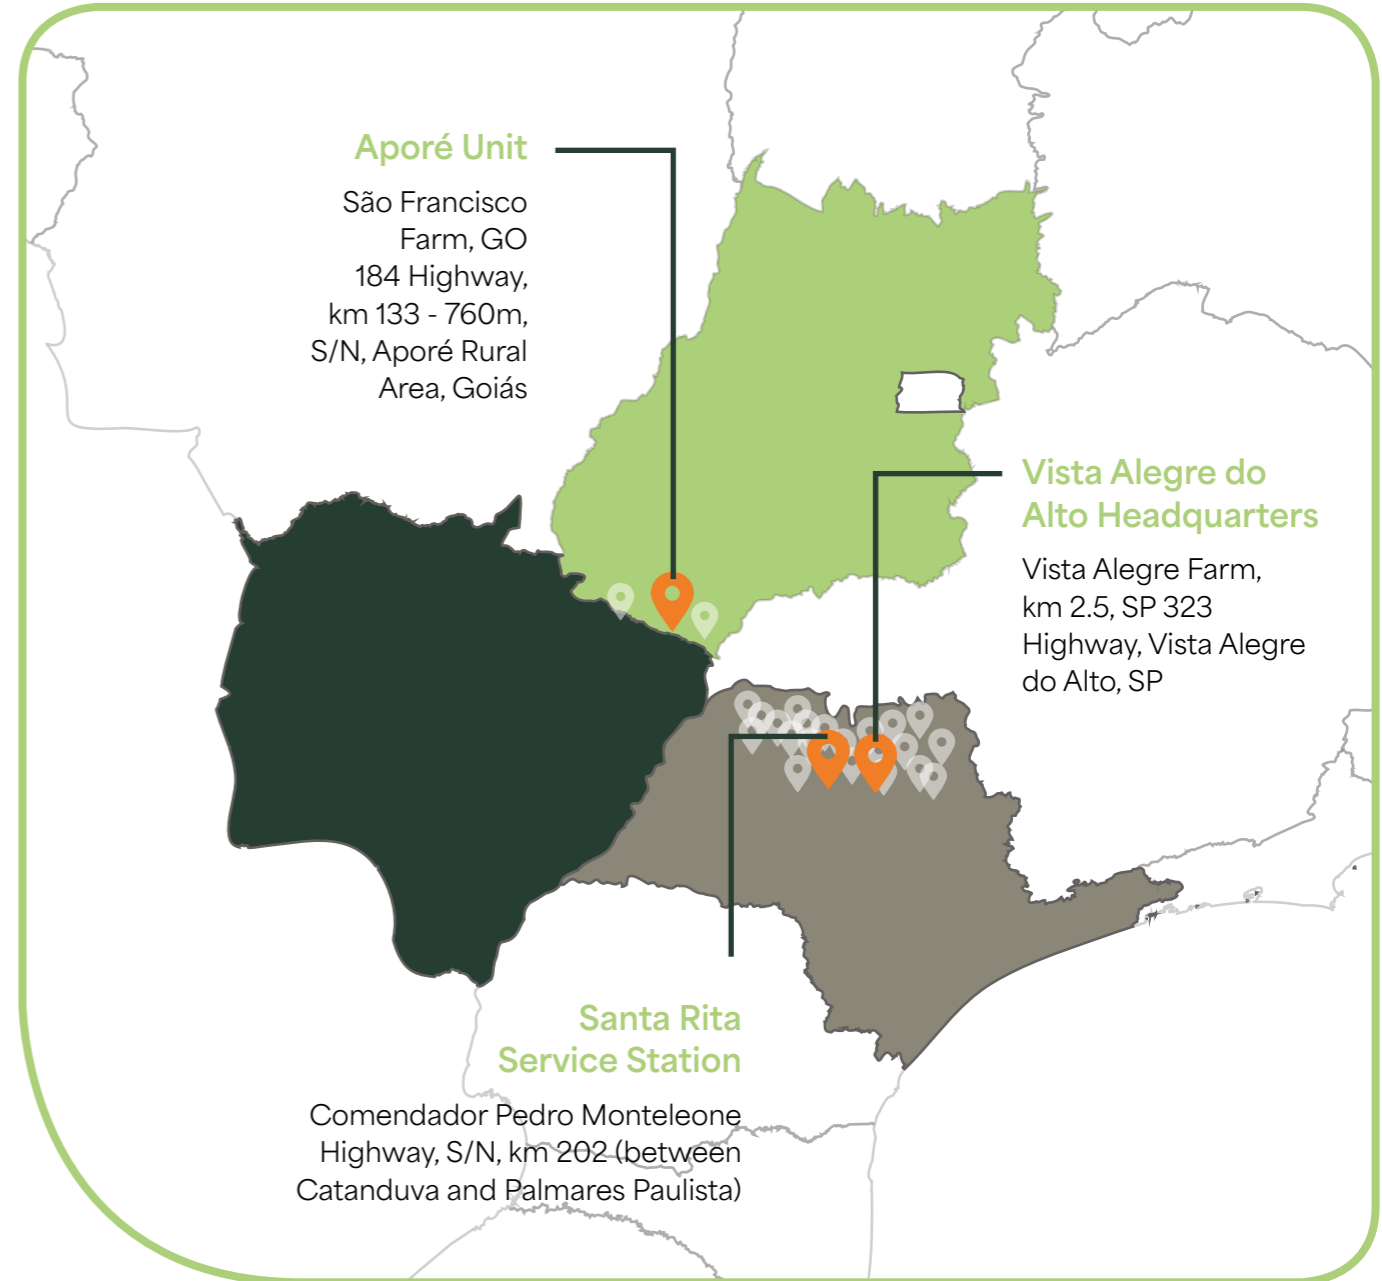 Aporé Unit
São Francisco
Farm, GO
184 Highway,
km 133 - 760m,
S/N, Aporé Rural
Area, Goiás
Vista Alegre do
Alto Headquarters
Vista Alegre Farm,
km 2.5, SP 323
Highway, Vista Alegre
do Alto, SP
Santa Rita
Service Station
Comendador Pedro Monteleone
Highway, S/N, km 202 (between
Catanduva and Palmares Paulista)